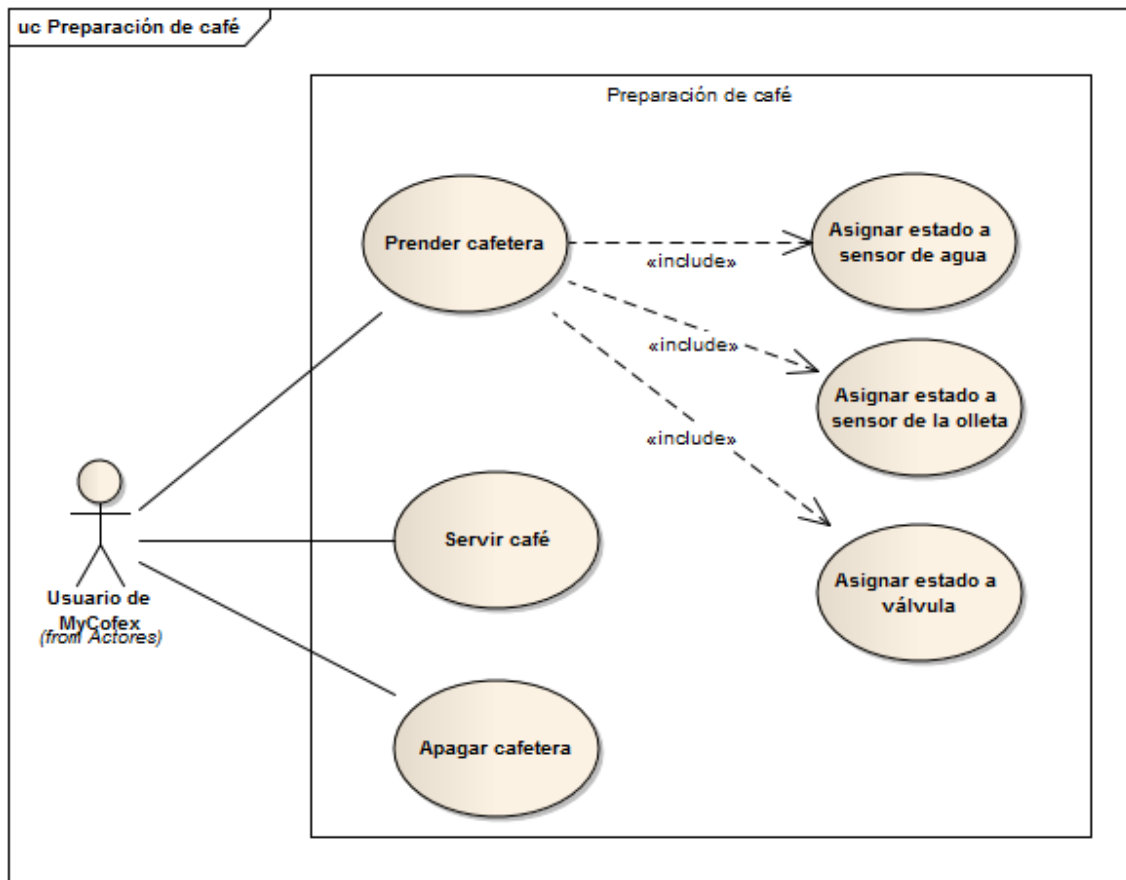 uc Preparación de café
Preparación de café
Prender cafetera
«include»
Asignar estado a
sensor de agua
«include»
Asignar estado a
sensor de la olleta
«include»
Servir café
Asignar estado a
válvula
Usuario de
MyCofex
(from Actores)
Apagar cafetera